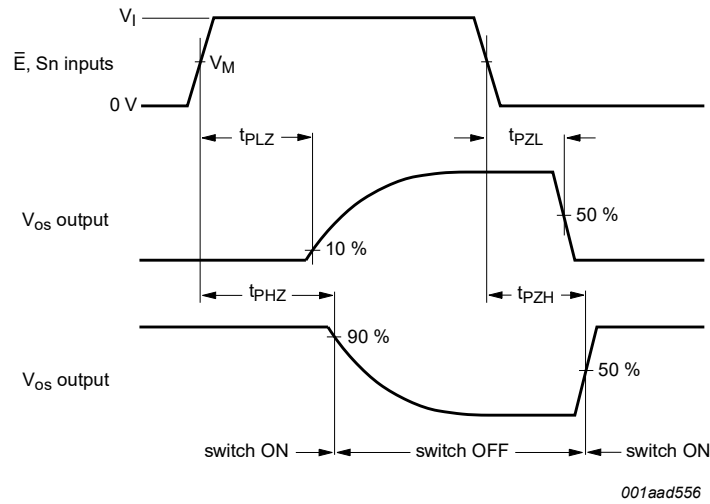 V_I
E̅, Sn inputs
V_M
0 V
t_PLZ
t_PZL
V_os output
50 %
10 %
t_PHZ
t_PZH
90 %
V_os output
50 %
switch ON
switch OFF
switch ON
001aad556